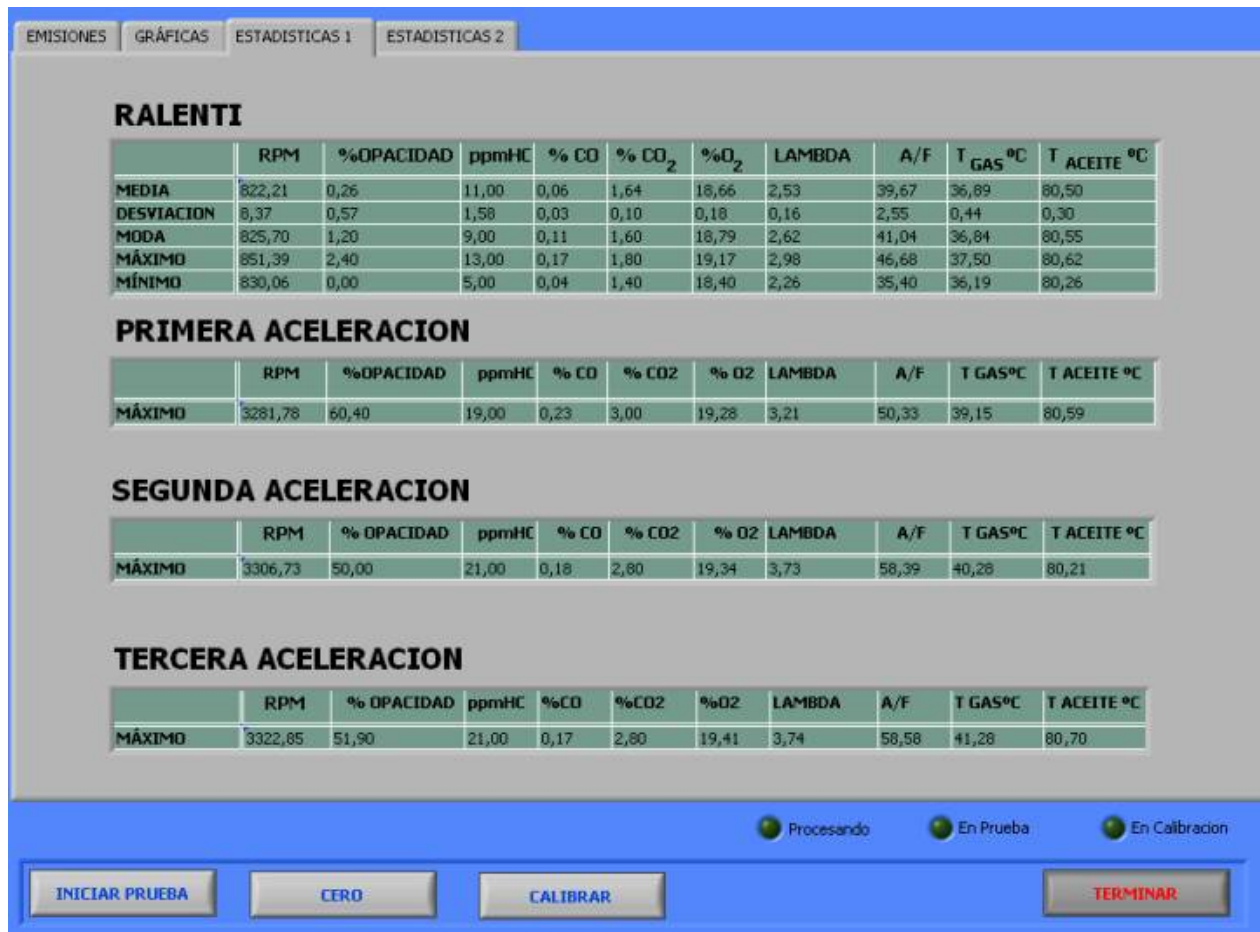 EMISIONES GRÁFICAS ESTADISTICAS 1 ESTADISTICAS 2
RALENTI
RPM %OPACIDAD ppmHC % CO % CO2 %O2 LAMBDA A/F T GAS ºC T ACEITE ºC
MEDIA 822,21 0,26 11,00 0,06 1,64 18,66 2,53 39,67 36,89 80,50
DESVIACION 8,37 0,57 1,58 0,03 0,10 0,18 0,16 2,55 0,44 0,30
MODA 825,70 1,20 9,00 0,11 1,60 18,79 2,62 41,04 36,84 80,55
MÁXIMO 851,39 2,40 13,00 0,17 1,80 19,17 2,98 46,68 37,50 80,62
MÍNIMO 830,06 0,00 5,00 0,04 1,40 18,40 2,26 35,40 36,19 80,26
PRIMERA ACELERACION
RPM %OPACIDAD ppmHC % CO % CO2 % O2 LAMBDA A/F T GASºC T ACEITE ºC
MÁXIMO 3281,78 60,40 19,00 0,23 3,00 19,28 3,21 50,33 39,15 80,59
SEGUNDA ACELERACION
RPM % OPACIDAD ppmHC % CO % CO2 % O2 LAMBDA A/F T GASºC T ACEITE ºC
MÁXIMO 3306,73 50,00 21,00 0,18 2,80 19,34 3,73 58,39 40,28 80,21
TERCERA ACELERACION
RPM % OPACIDAD ppmHC %CO %CO2 %O2 LAMBDA A/F T GASºC T ACEITE ºC
MÁXIMO 3322,85 51,90 21,00 0,17 2,80 19,41 3,74 58,58 41,28 80,70
Procesando En Prueba En Calibracion
INICIAR PRUEBA CERO CALIBRAR TERMINAR